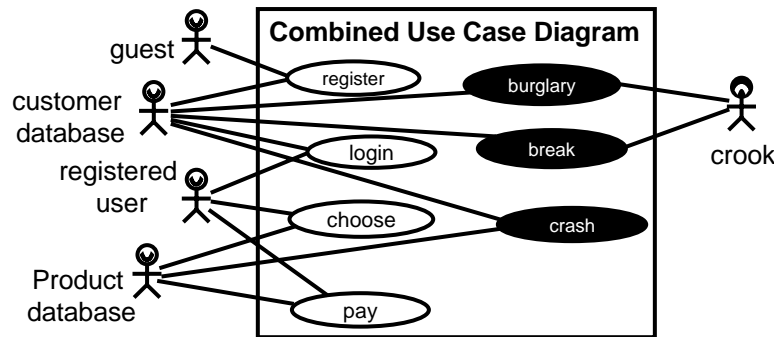 Combined Use Case Diagram
guest
register
customer
database
burglary
login
break
crook
registered
user
choose
crash
Product
database
pay